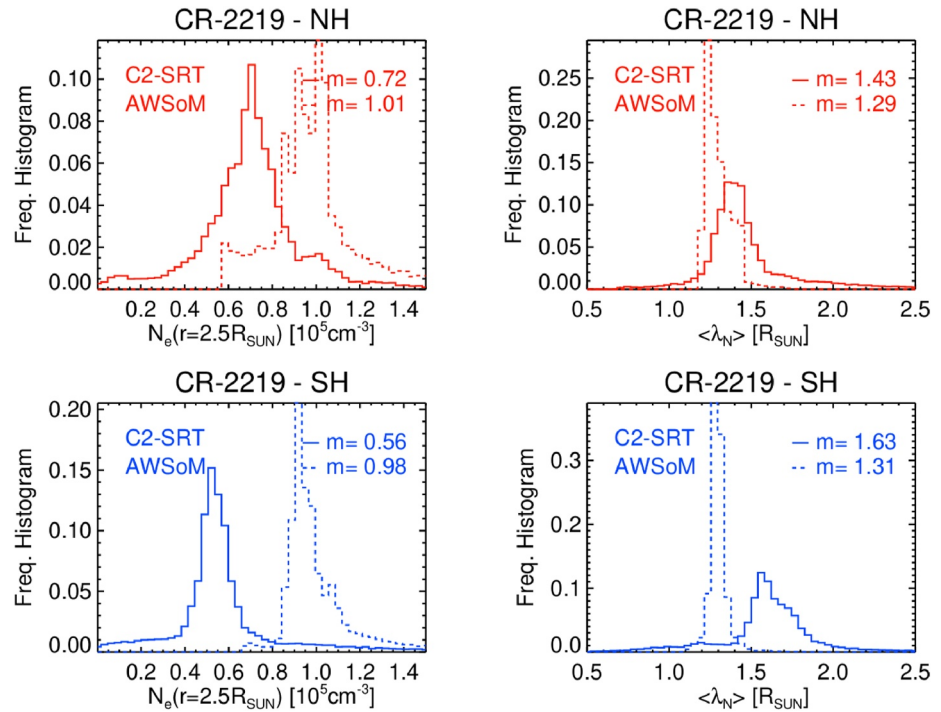 CR-2219 - NH
C2-SRT
m= 0.72
AWSoM
m= 1.01
Freq. Histogram
0.10
0.08
0.06
0.04
0.02
0.00
0.2 0.4 0.6 0.8 1.0 1.2 1.4
Nₑ(r=2.5R_SUN) [10⁵cm⁻³]
CR-2219 - NH
C2-SRT
m= 1.43
AWSoM
m= 1.29
Freq. Histogram
0.25
0.20
0.15
0.10
0.05
0.00
0.5 1.0 1.5 2.0 2.5
<λ_N> [R_SUN]
CR-2219 - SH
C2-SRT
m= 0.56
AWSoM
m= 0.98
Freq. Histogram
0.20
0.15
0.10
0.05
0.00
0.2 0.4 0.6 0.8 1.0 1.2 1.4
Nₑ(r=2.5R_SUN) [10⁵cm⁻³]
CR-2219 - SH
C2-SRT
m= 1.63
AWSoM
m= 1.31
Freq. Histogram
0.3
0.2
0.1
0.0
0.5 1.0 1.5 2.0 2.5
<λ_N> [R_SUN]